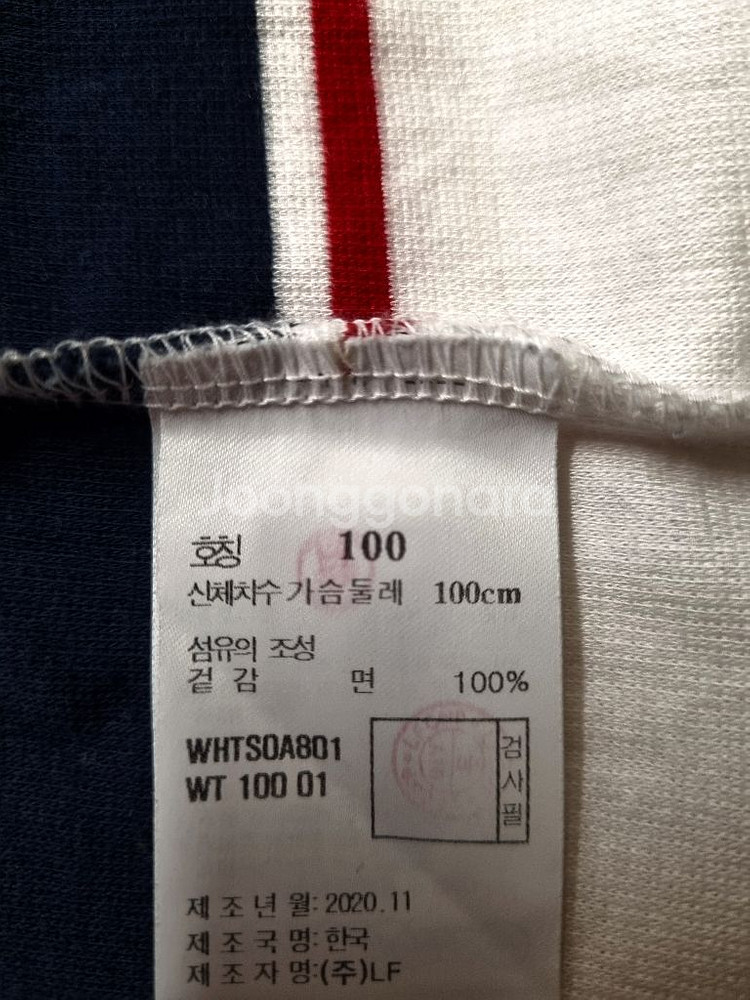 Joonggonara
호칭 100
신체치수 가슴둘레 100cm
섬유의 조성
겉감 면 100%
WHTS0A801
WT 100 01
검사필
제조년월: 2020.11
제조국명: 한국
제조자명:(주)LF